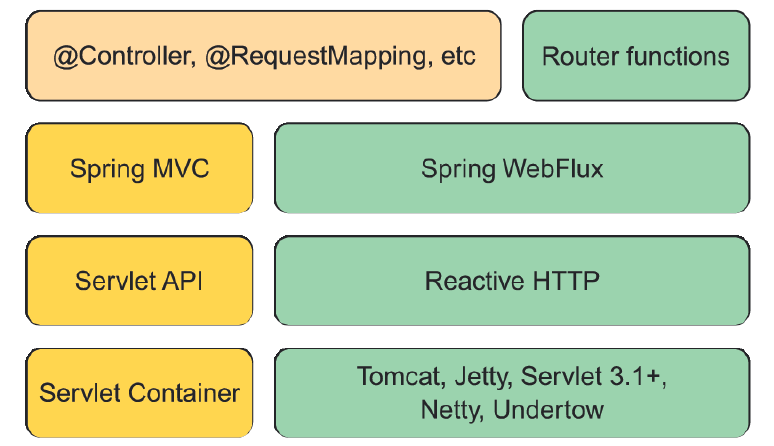 @Controller, @RequestMapping, etc
Router functions
Spring MVC
Spring WebFlux
Servlet API
Reactive HTTP
Servlet Container
Tomcat, Jetty, Servlet 3.1+,
Netty, Undertow